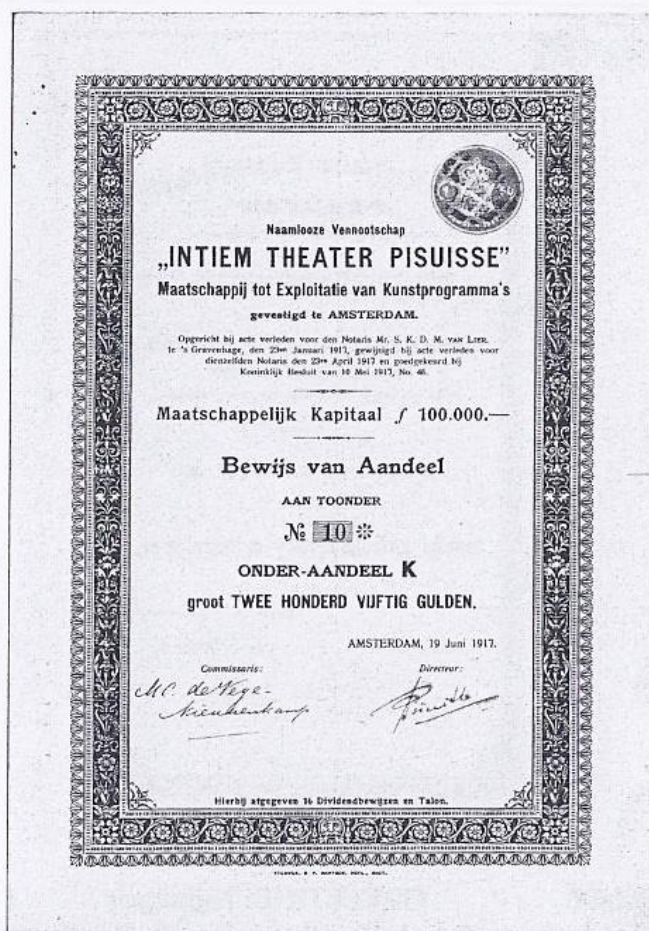 Naamlooze Vennootschap
„INTIEM THEATER PISUISSE"
Maatschappij tot Exploitatie van Kunstprogramma's
gevestigd te AMSTERDAM.
Opgericht bij acte verleden voor den Notaris Mr. S. K. D. M. VAN LIER,
te 's Gravenhage, den 23en Januari 1917, gewijzigd bij acte verleden voor
dienzelfden Notaris den 23en April 1917 en goedgekeurd bij
Koninklijk Besluit van 10 Mei 1917, No. 46.
Maatschappelijk Kapitaal ƒ 100.000.—
Bewijs van Aandeel
AAN TOONDER
№ 10
ONDER-AANDEEL K
groot TWEE HONDERD VIJFTIG GULDEN.
AMSTERDAM, 19 Juni 1917.
Commissaris: Directeur:
M.C. de
Hierbij afgegeven 16 Dividendbewijzen en Talon.